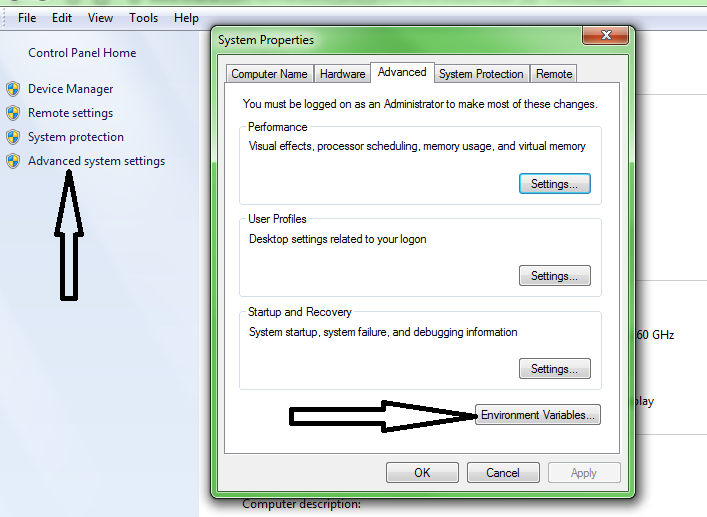 File Edit View Tools Help
Control Panel Home
Device Manager
Remote settings
System protection
Advanced system settings
System Properties
Computer Name Hardware Advanced System Protection Remote
You must be logged on as an Administrator to make most of these changes.
Performance
Visual effects, processor scheduling, memory usage, and virtual memory
Settings...
User Profiles
Desktop settings related to your logon
Settings...
Startup and Recovery
System startup, system failure, and debugging information
Settings...
Environment Variables...
OK Cancel Apply
60 GHz
play
Computer description: